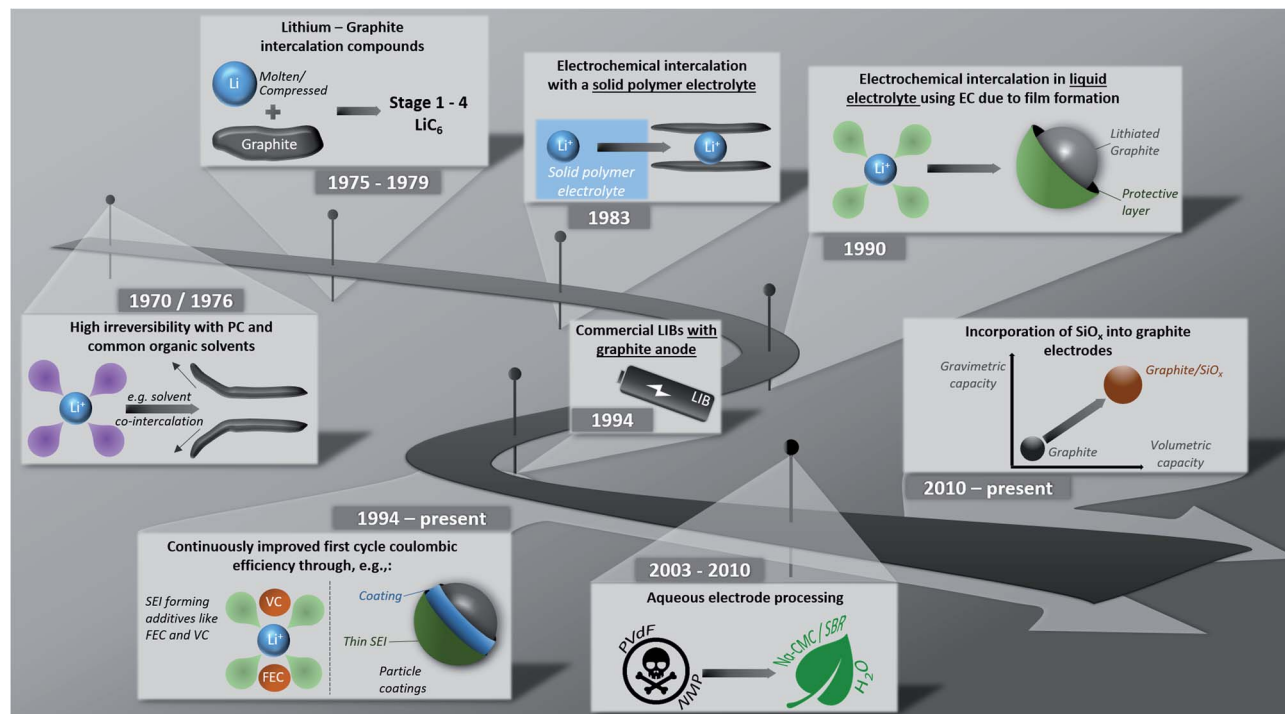 Lithium – Graphite
intercalation compounds
Li
Molten/
Compressed
+
Graphite
Stage 1 - 4
LiC₆
1975 - 1979
Electrochemical intercalation
with a solid polymer electrolyte
Li⁺
Li⁺
Solid polymer
electrolyte
1983
Electrochemical intercalation in liquid
electrolyte using EC due to film formation
Li⁺
Lithiated
Graphite
Protective
layer
1990
1970 / 1976
High irreversibility with PC and
common organic solvents
Li⁺
e.g. solvent
co-intercalation
Commercial LIBs with
graphite anode
LIB
1994
Incorporation of SiOₓ into graphite
electrodes
Gravimetric
capacity
Graphite/SiOₓ
Graphite
Volumetric
capacity
2010 – present
1994 – present
Continuously improved first cycle coulombic
efficiency through, e.g.,:
SEI forming
additives like
FEC and VC
VC
Li⁺
FEC
Coating
Thin SEI
Particle
coatings
2003 - 2010
Aqueous electrode processing
PVdF
NMP
Na-CMC / SBR
H₂O